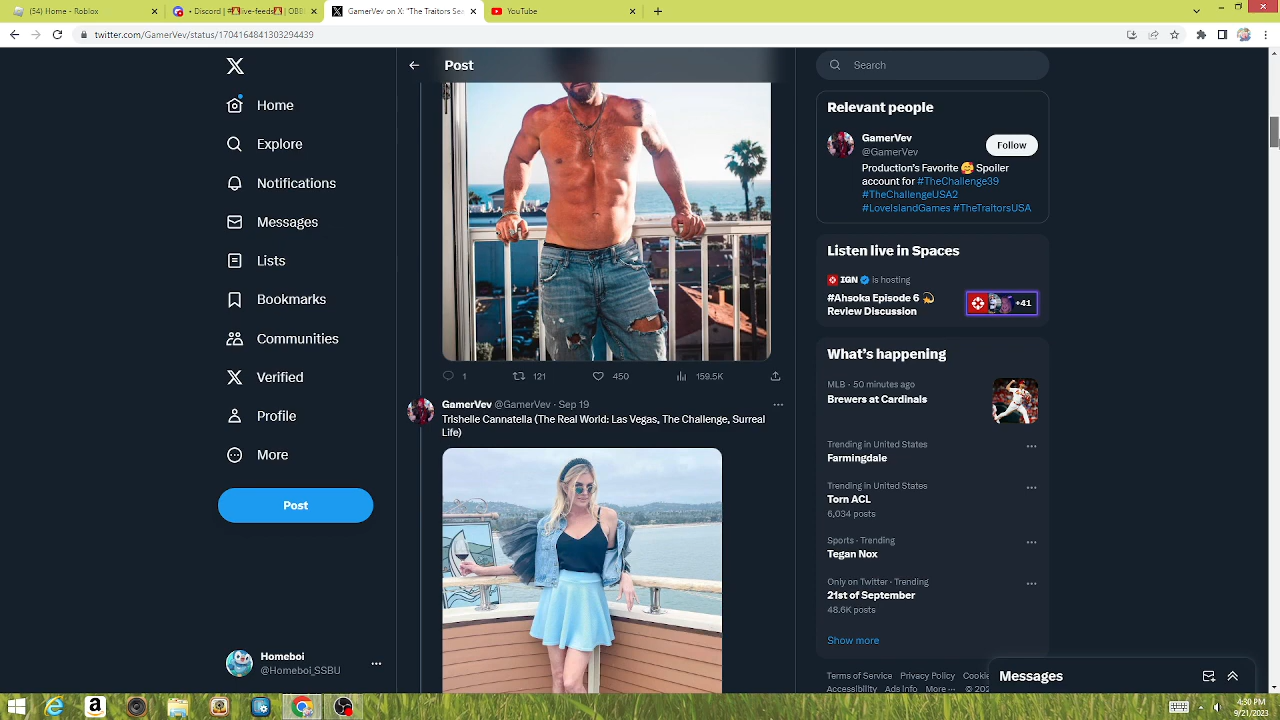 (54) Home - Roblox
• Discord | #🚨live-feeds🚨 | OBB:
GamerVev on X: "The Traitors Sea
YouTube
twitter.com/GamerVev/status/1704164841303294439
Home
Explore
Notifications
Messages
Lists
Bookmarks
Communities
Verified
Profile
More
Post
Homeboi
@Homeboi_SSBU
Post
1
121
450
159.5K
GamerVev @GamerVev · Sep 19
Trishelle Cannatella (The Real World: Las Vegas, The Challenge, Surreal
Life)
Search
Relevant people
GamerVev
@GamerVev
Follow
Production's Favorite 🥰 Spoiler
account for #TheChallenge39
#TheChallengeUSA2
#LoveIslandGames #TheTraitorsUSA
Listen live in Spaces
IGN is hosting
#Ahsoka Episode 6 💫
Review Discussion
+41
What's happening
MLB · 50 minutes ago
Brewers at Cardinals
Trending in United States
Farmingdale
Trending in United States
Torn ACL
6,034 posts
Sports · Trending
Tegan Nox
Only on Twitter · Trending
21st of September
48.6K posts
Show more
Terms of Service Privacy Policy Cookie
Accessibility Ads Info More ··· © 202
Messages
4:30 PM
9/21/2023